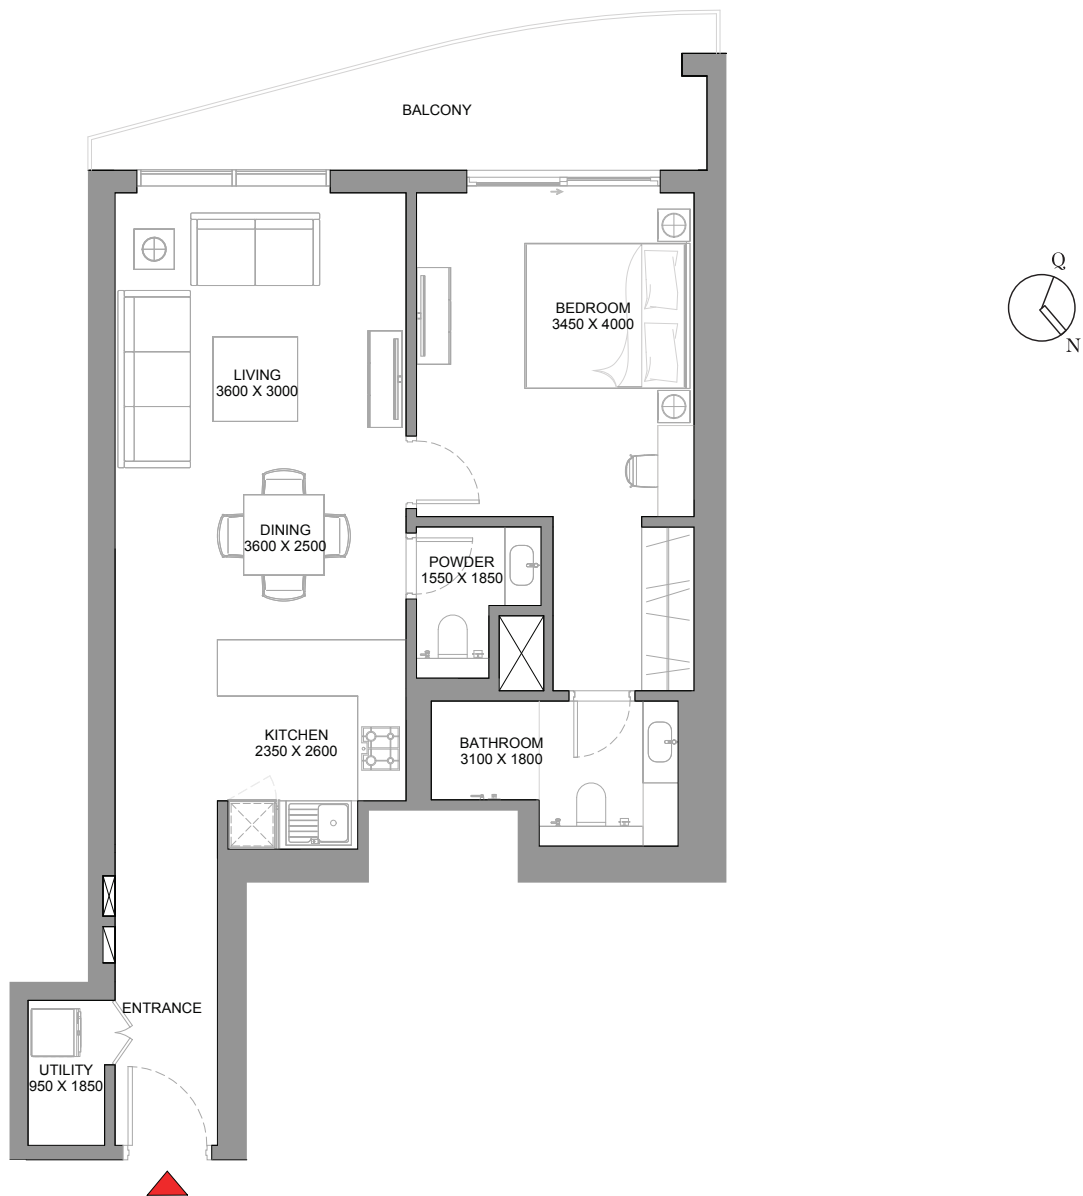 BALCONY
Q
N
BEDROOM
3450 X 4000
LIVING
3600 X 3000
DINING
3600 X 2500
POWDER
1550 X 1850
KITCHEN
2350 X 2600
BATHROOM
3100 X 1800
ENTRANCE
UTILITY
950 X 1850